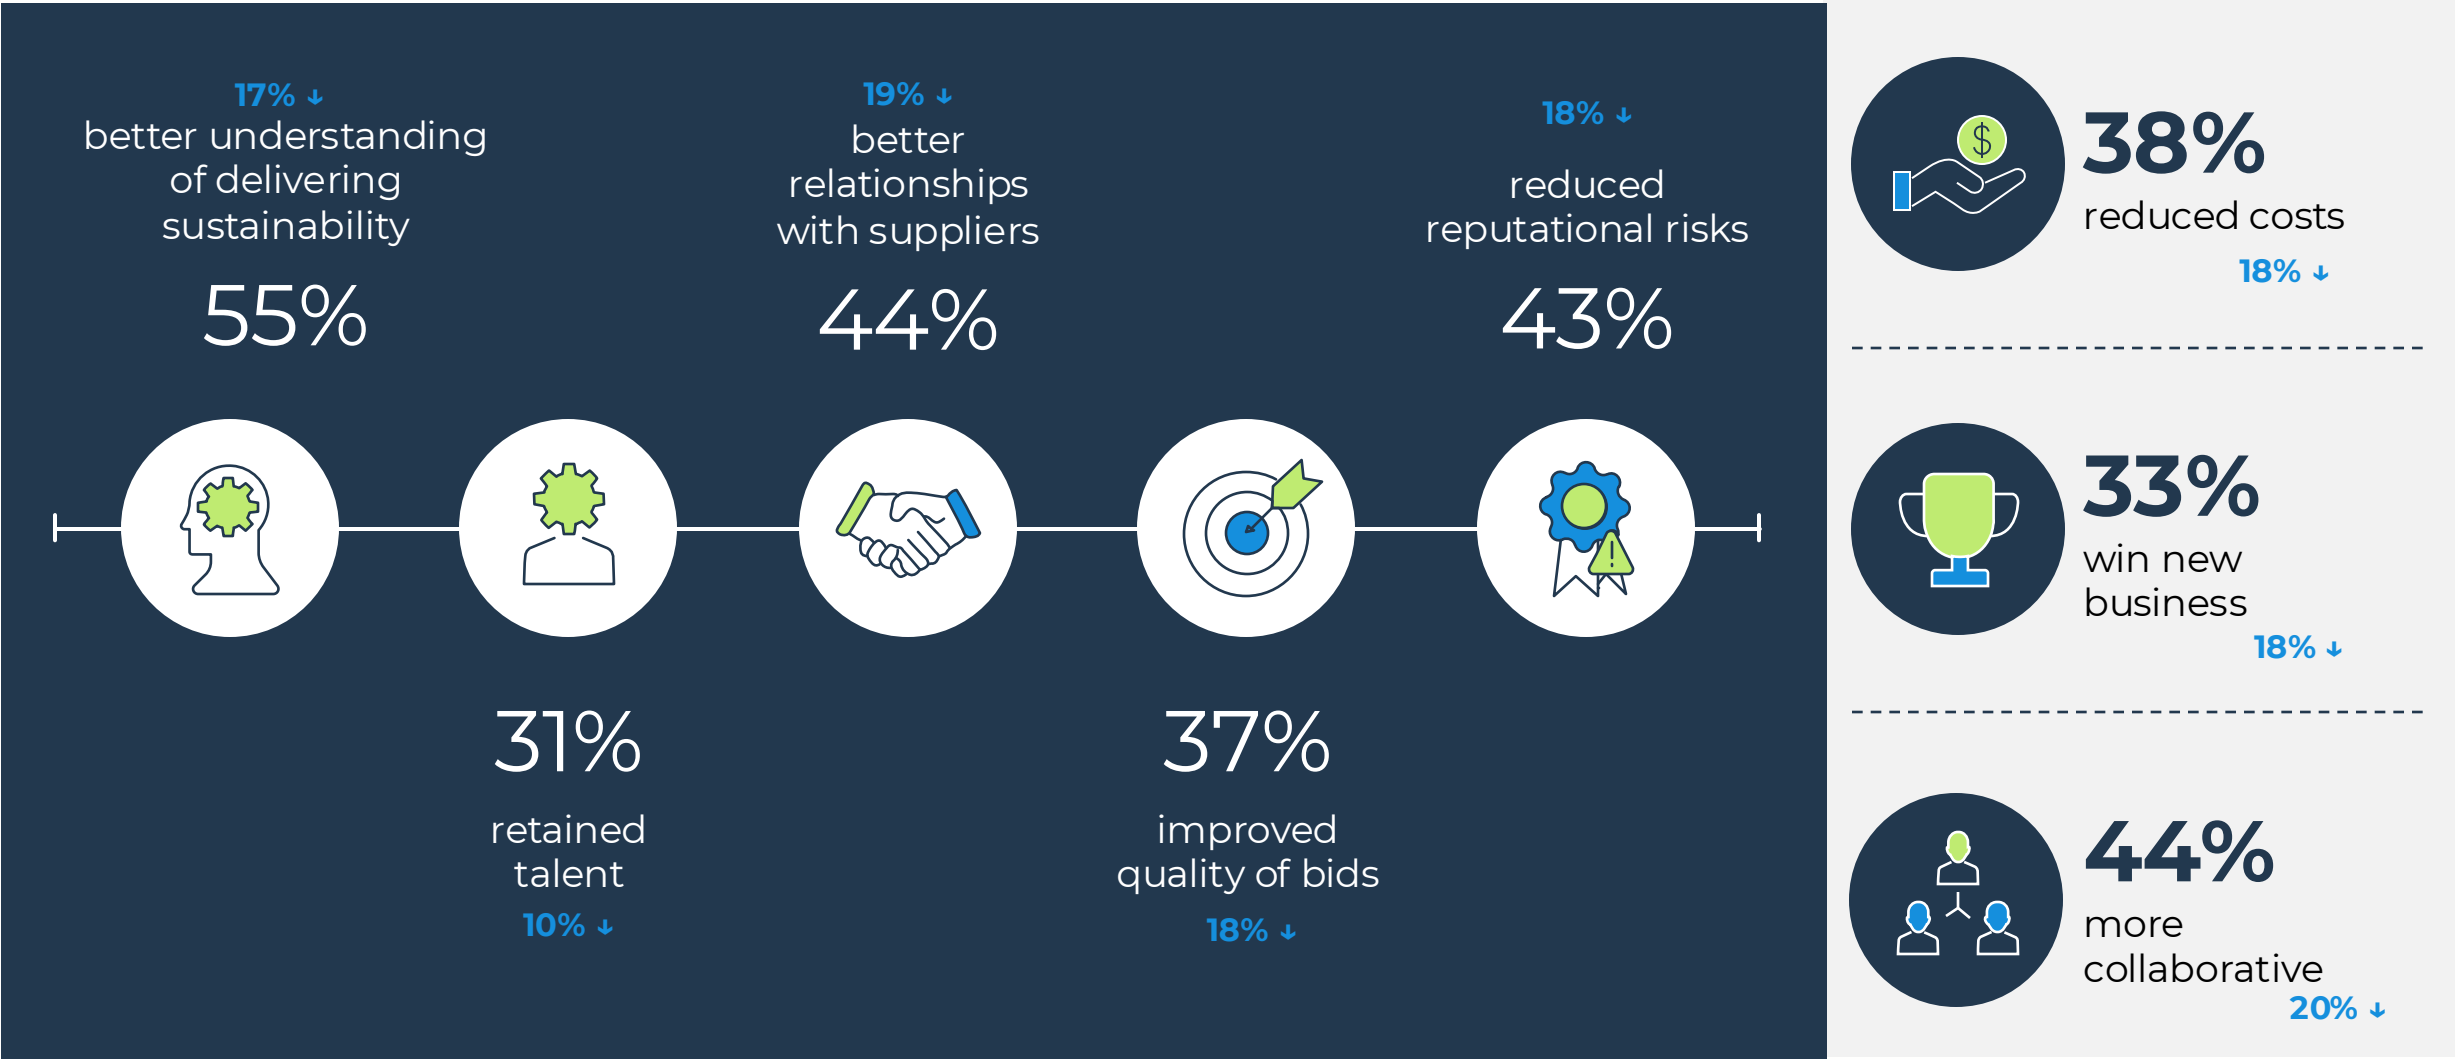 17% ↓
better understanding
of delivering
sustainability
55%
19% ↓
better
relationships
with suppliers
44%
18% ↓
reduced
reputational risks
43%
31%
retained
talent
10% ↓
37%
improved
quality of bids
18% ↓
$
38%
reduced costs
18% ↓
33%
win new
business
18% ↓
44%
more
collaborative
20% ↓